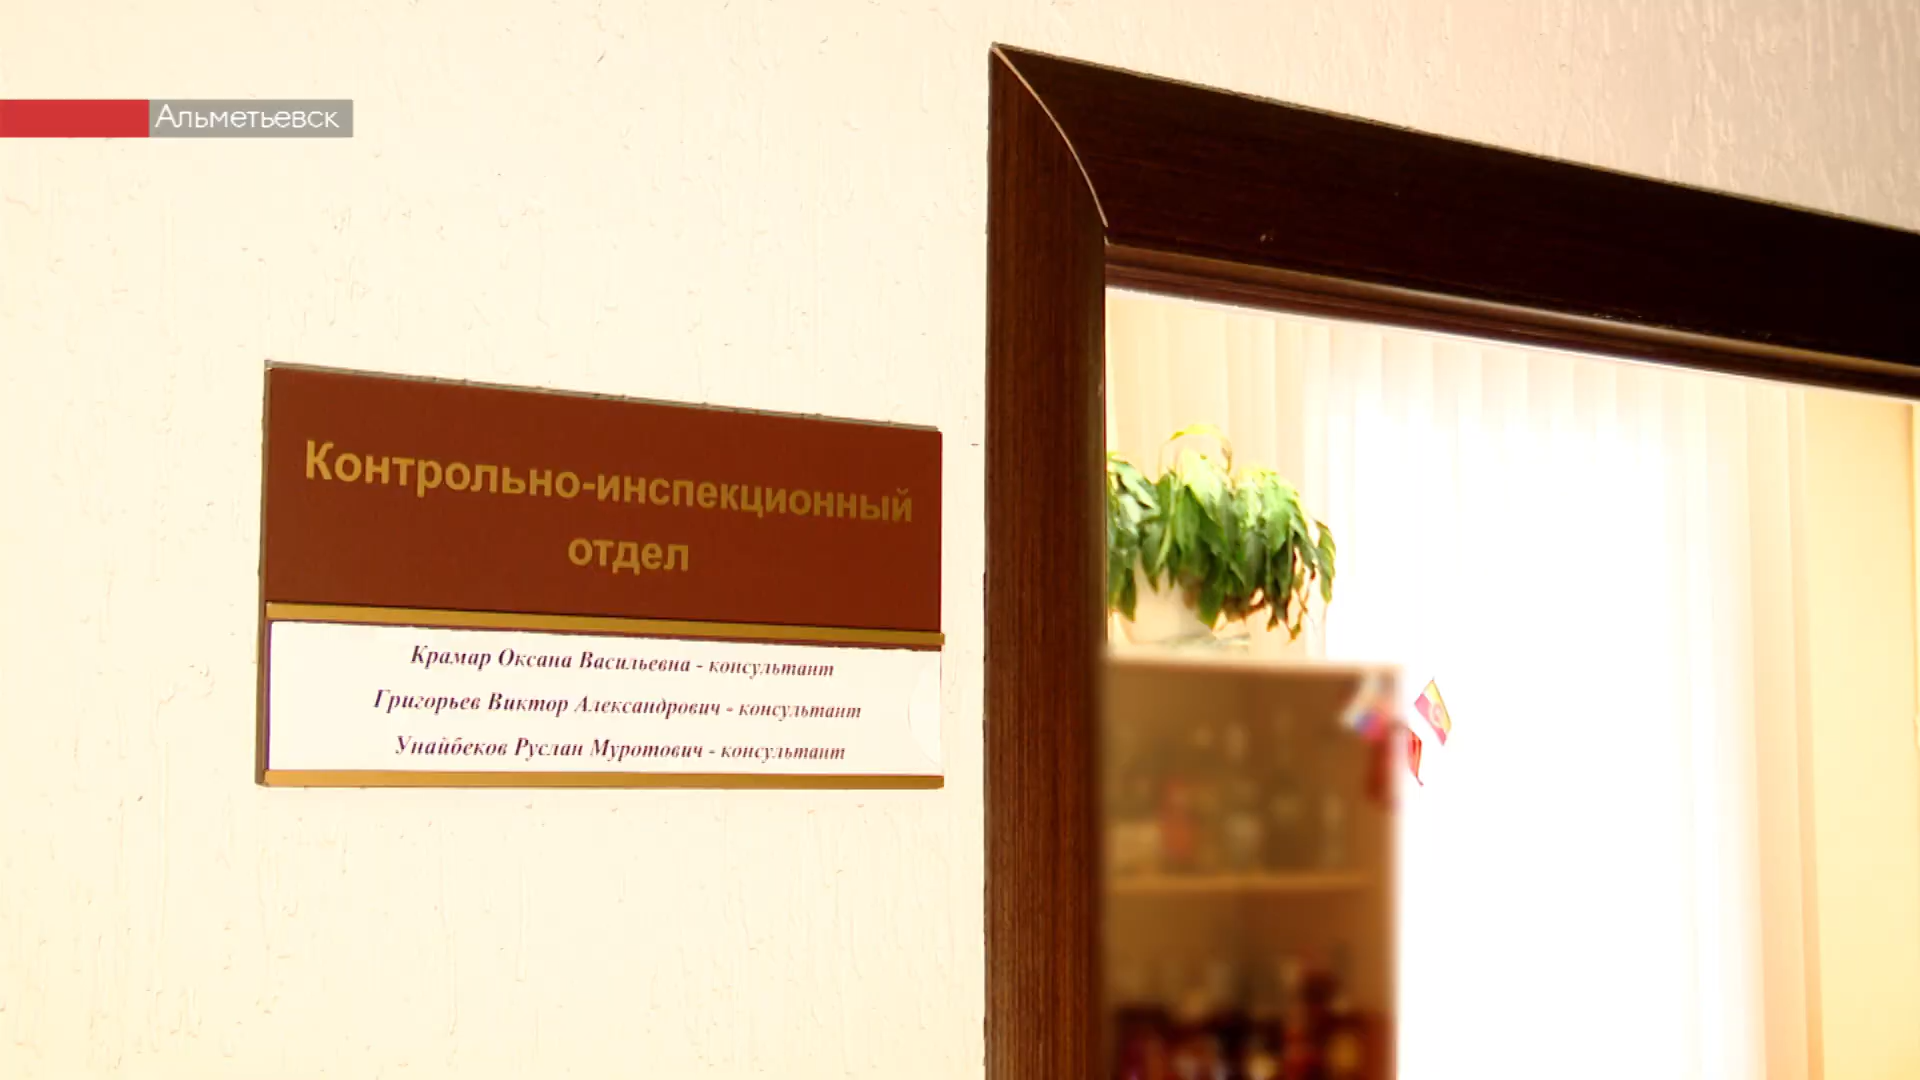 Альметьевск
Контрольно-инспекционный
отдел
Крамар Оксана Васильевна - консультант
Григорьев Виктор Александрович - консультант
Унайбеков Руслан Муротович - консультант